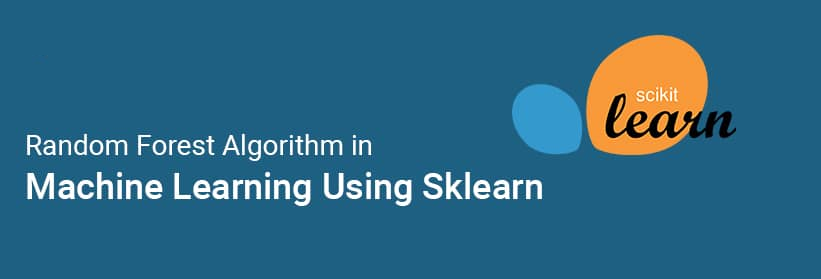 scikit
learn
Random Forest Algorithm in
Machine Learning Using Sklearn